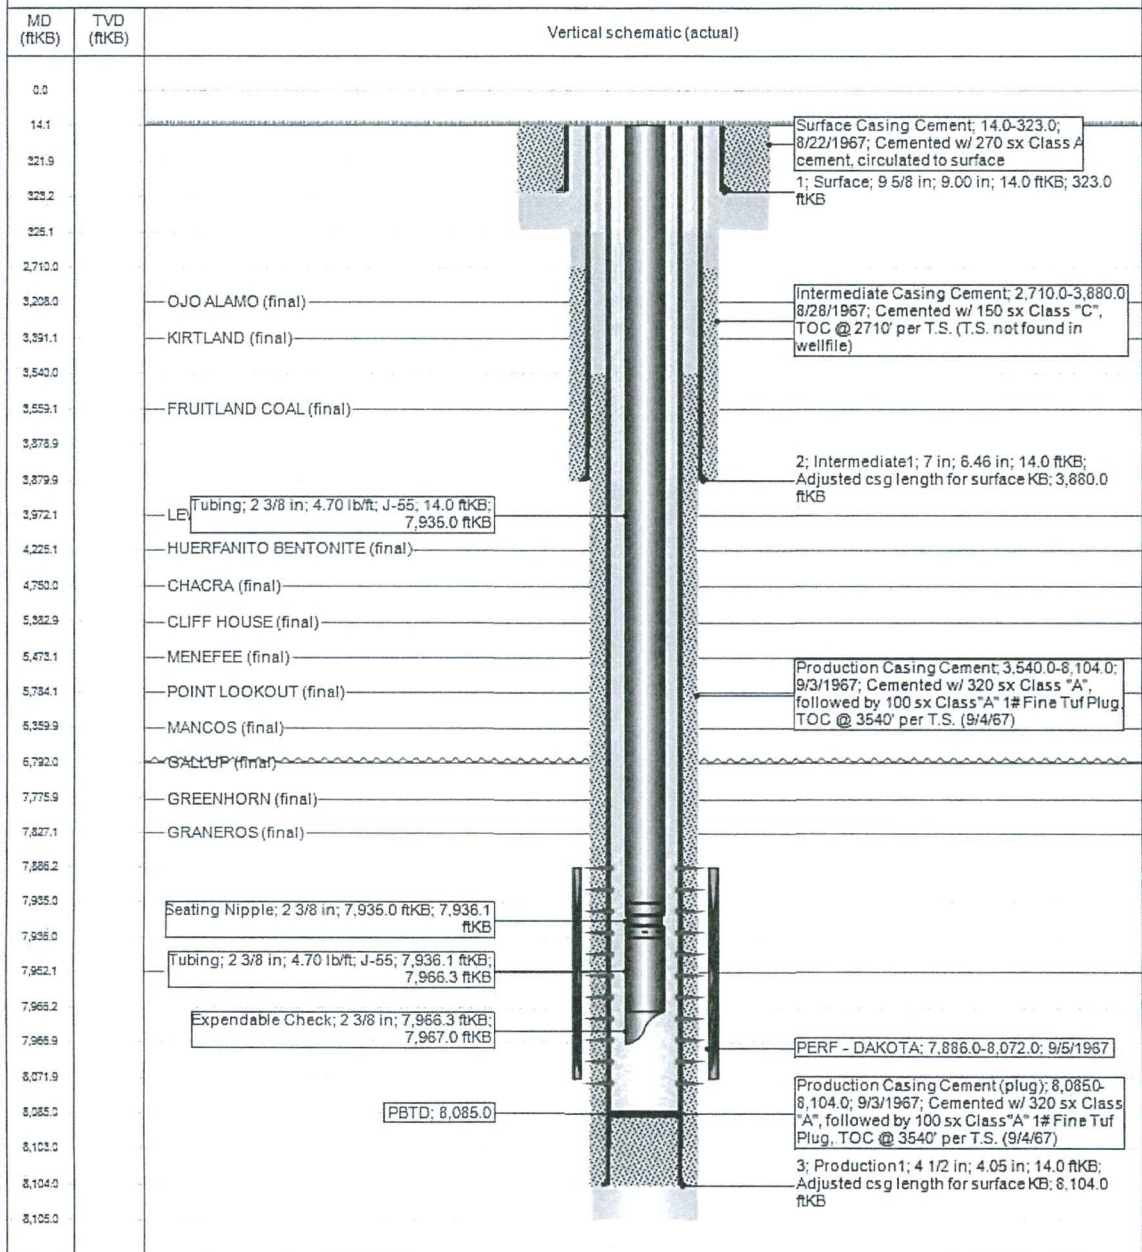 MD
(ftKB)
TVD
(ftKB)
Vertical schematic (actual)
0.0
14.1
321.9
323.2
325.1
2,710.0
3,208.0
3,391.1
3,540.0
3,559.1
3,878.9
3,879.9
3,972.1
4,225.1
4,750.0
5,382.9
5,473.1
5,784.1
6,359.9
6,792.0
7,775.9
7,827.1
7,886.2
7,935.0
7,936.0
7,952.1
7,966.2
7,966.9
8,071.9
8,085.0
8,103.0
8,104.0
8,105.0
Surface Casing Cement; 14.0-323.0;
8/22/1967; Cemented w/ 270 sx Class A
cement, circulated to surface
1; Surface; 9 5/8 in; 9.00 in; 14.0 ftKB; 323.0
ftKB
OJO ALAMO (final)
Intermediate Casing Cement; 2,710.0-3,880.0
8/28/1967; Cemented w/ 150 sx Class "C",
TOC @ 2710' per T.S. (T.S. not found in
wellfile)
KIRTLAND (final)
FRUITLAND COAL (final)
2; Intermediate1; 7 in; 6.46 in; 14.0 ftKB;
Adjusted csg length for surface KB; 3,880.0
ftKB
LE
Tubing; 2 3/8 in; 4.70 lb/ft; J-55; 14.0 ftKB;
7,935.0 ftKB
HUERFANITO BENTONITE (final)
CHACRA (final)
CLIFF HOUSE (final)
MENEFEE (final)
POINT LOOKOUT (final)
Production Casing Cement; 3,540.0-8,104.0;
9/3/1967; Cemented w/ 320 sx Class "A",
followed by 100 sx Class"A" 1# Fine Tuf Plug,
TOC @ 3540' per T.S. (9/4/67)
MANCOS (final)
GALLUP (final)
GREENHORN (final)
GRANEROS (final)
Seating Nipple; 2 3/8 in; 7,935.0 ftKB; 7,936.1
ftKB
Tubing; 2 3/8 in; 4.70 lb/ft; J-55; 7,936.1 ftKB;
7,966.3 ftKB
Expendable Check; 2 3/8 in; 7,966.3 ftKB;
7,967.0 ftKB
PERF - DAKOTA; 7,886.0-8,072.0; 9/5/1967
PBTD; 8,085.0
Production Casing Cement (plug); 8,085.0-
8,104.0; 9/3/1967; Cemented w/ 320 sx Class
"A", followed by 100 sx Class"A" 1# Fine Tuf
Plug, TOC @ 3540' per T.S. (9/4/67)
3; Production1; 4 1/2 in; 4.05 in; 14.0 ftKB;
Adjusted csg length for surface KB; 8,104.0
ftKB